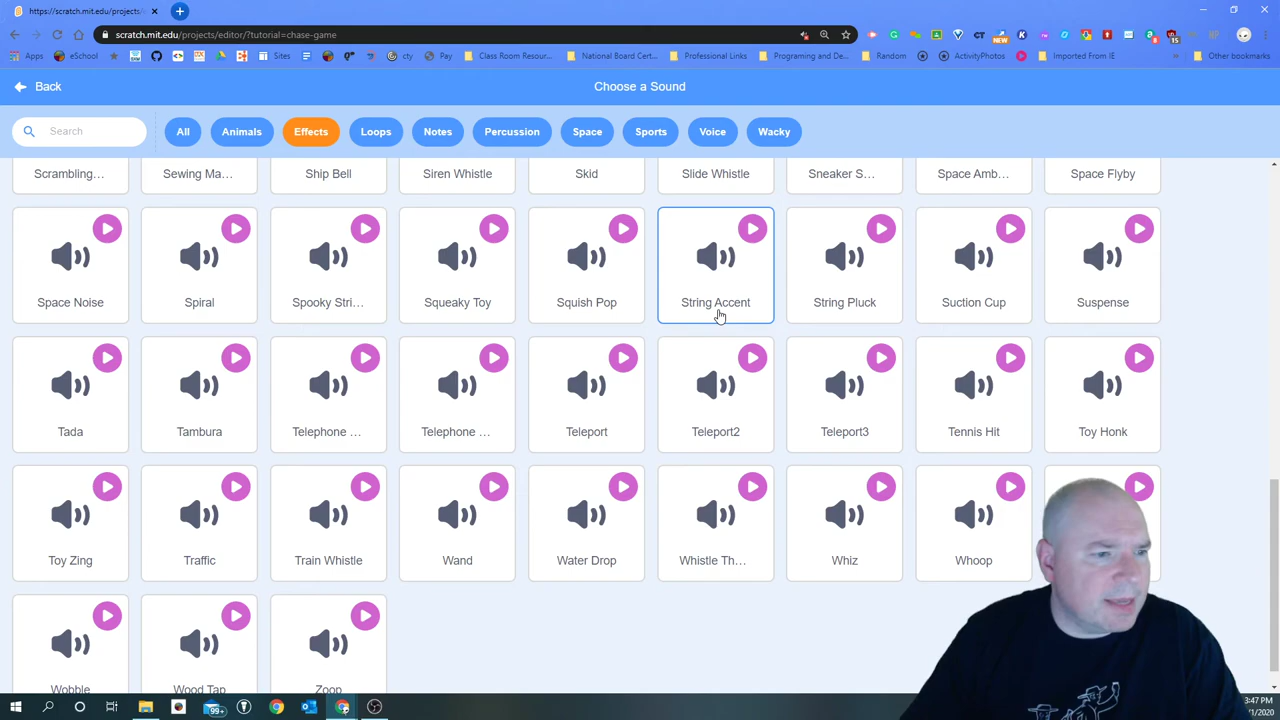 https://scratch.mit.edu/projects/
scratch.mit.edu/projects/editor/?tutorial=chase-game
Apps
eSchool
Sites
cty
Pay
Class Room Resour...
National Board Cert...
Professional Links
Programing and De...
Random
ActivityPhotos
Imported From IE
Other bookmarks
Back
Choose a Sound
Search
All
Animals
Effects
Loops
Notes
Percussion
Space
Sports
Voice
Wacky
Scrambling...
Sewing Ma...
Ship Bell
Siren Whistle
Skid
Slide Whistle
Sneaker S...
Space Amb...
Space Flyby
Space Noise
Spiral
Spooky Stri...
Squeaky Toy
Squish Pop
String Accent
String Pluck
Suction Cup
Suspense
Tada
Tambura
Telephone ...
Telephone ...
Teleport
Teleport2
Teleport3
Tennis Hit
Toy Honk
Toy Zing
Traffic
Train Whistle
Wand
Water Drop
Whistle Th...
Whiz
Whoop
Wobble
Wood Tap
Zoop
99+
3:47 PM
/1/2020